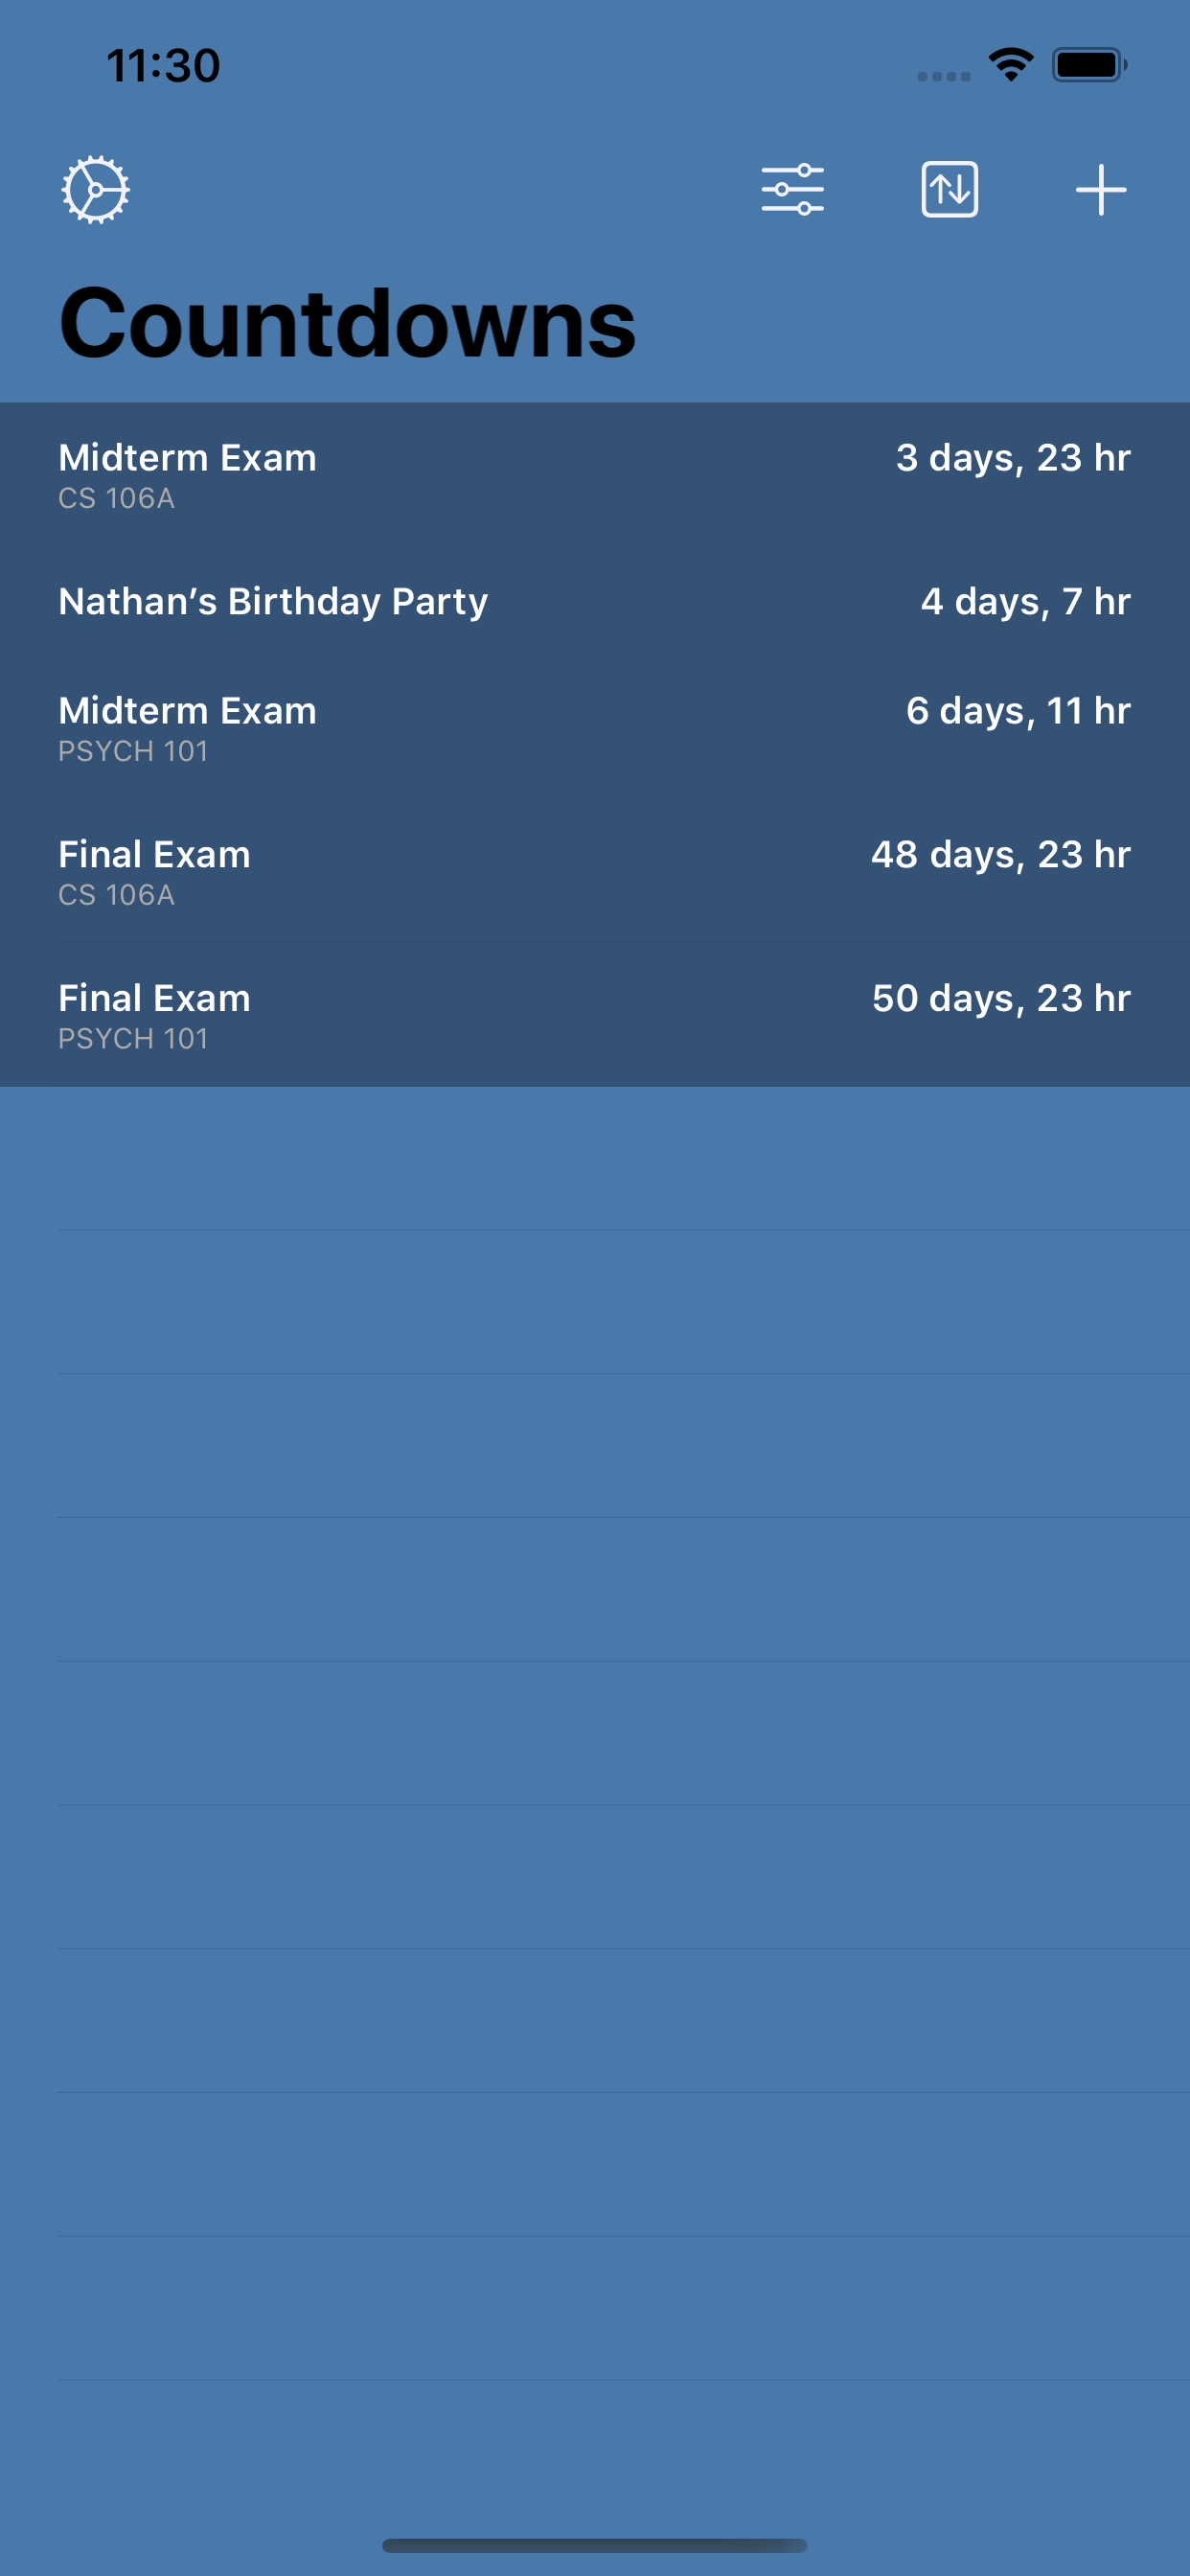 11:30
Countdowns
Midterm Exam 3 days, 23 hr
CS 106A
Nathan’s Birthday Party 4 days, 7 hr
Midterm Exam 6 days, 11 hr
PSYCH 101
Final Exam 48 days, 23 hr
CS 106A
Final Exam 50 days, 23 hr
PSYCH 101